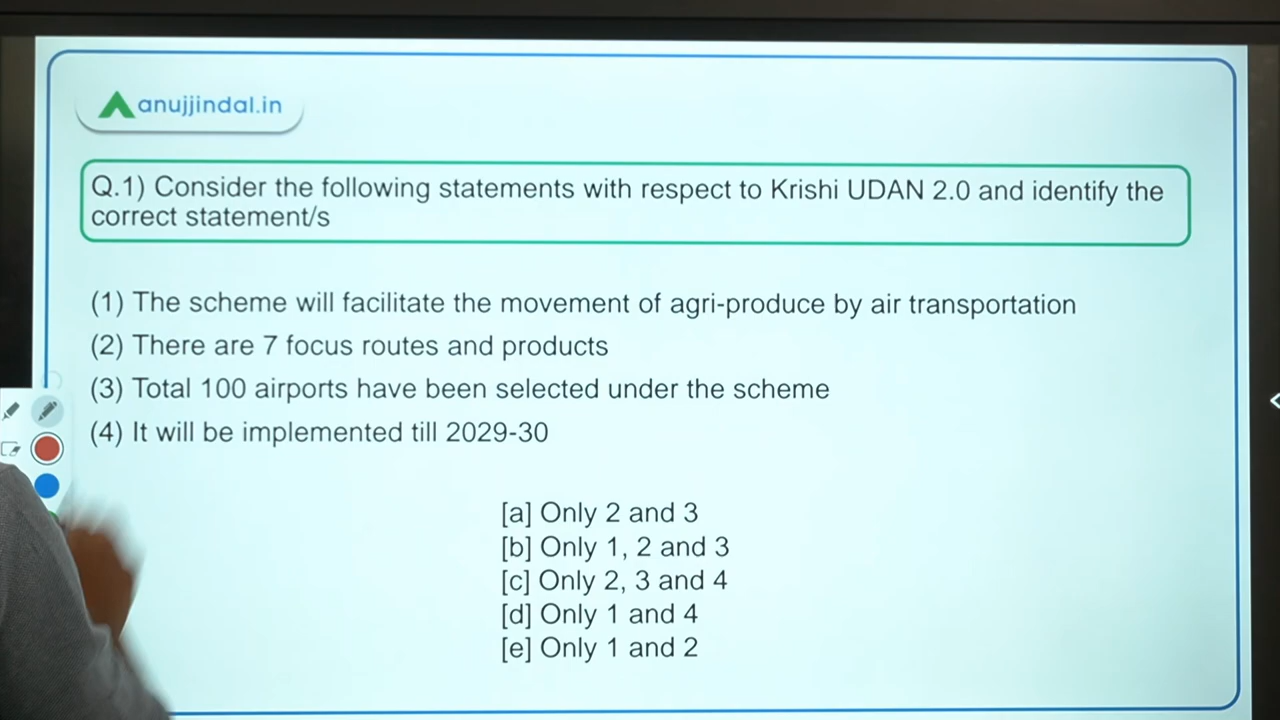 anujjindal.in
Q.1) Consider the following statements with respect to Krishi UDAN 2.0 and identify the
correct statement/s
(1) The scheme will facilitate the movement of agri-produce by air transportation
(2) There are 7 focus routes and products
(3) Total 100 airports have been selected under the scheme
(4) It will be implemented till 2029-30
[a] Only 2 and 3
[b] Only 1, 2 and 3
[c] Only 2, 3 and 4
[d] Only 1 and 4
[e] Only 1 and 2